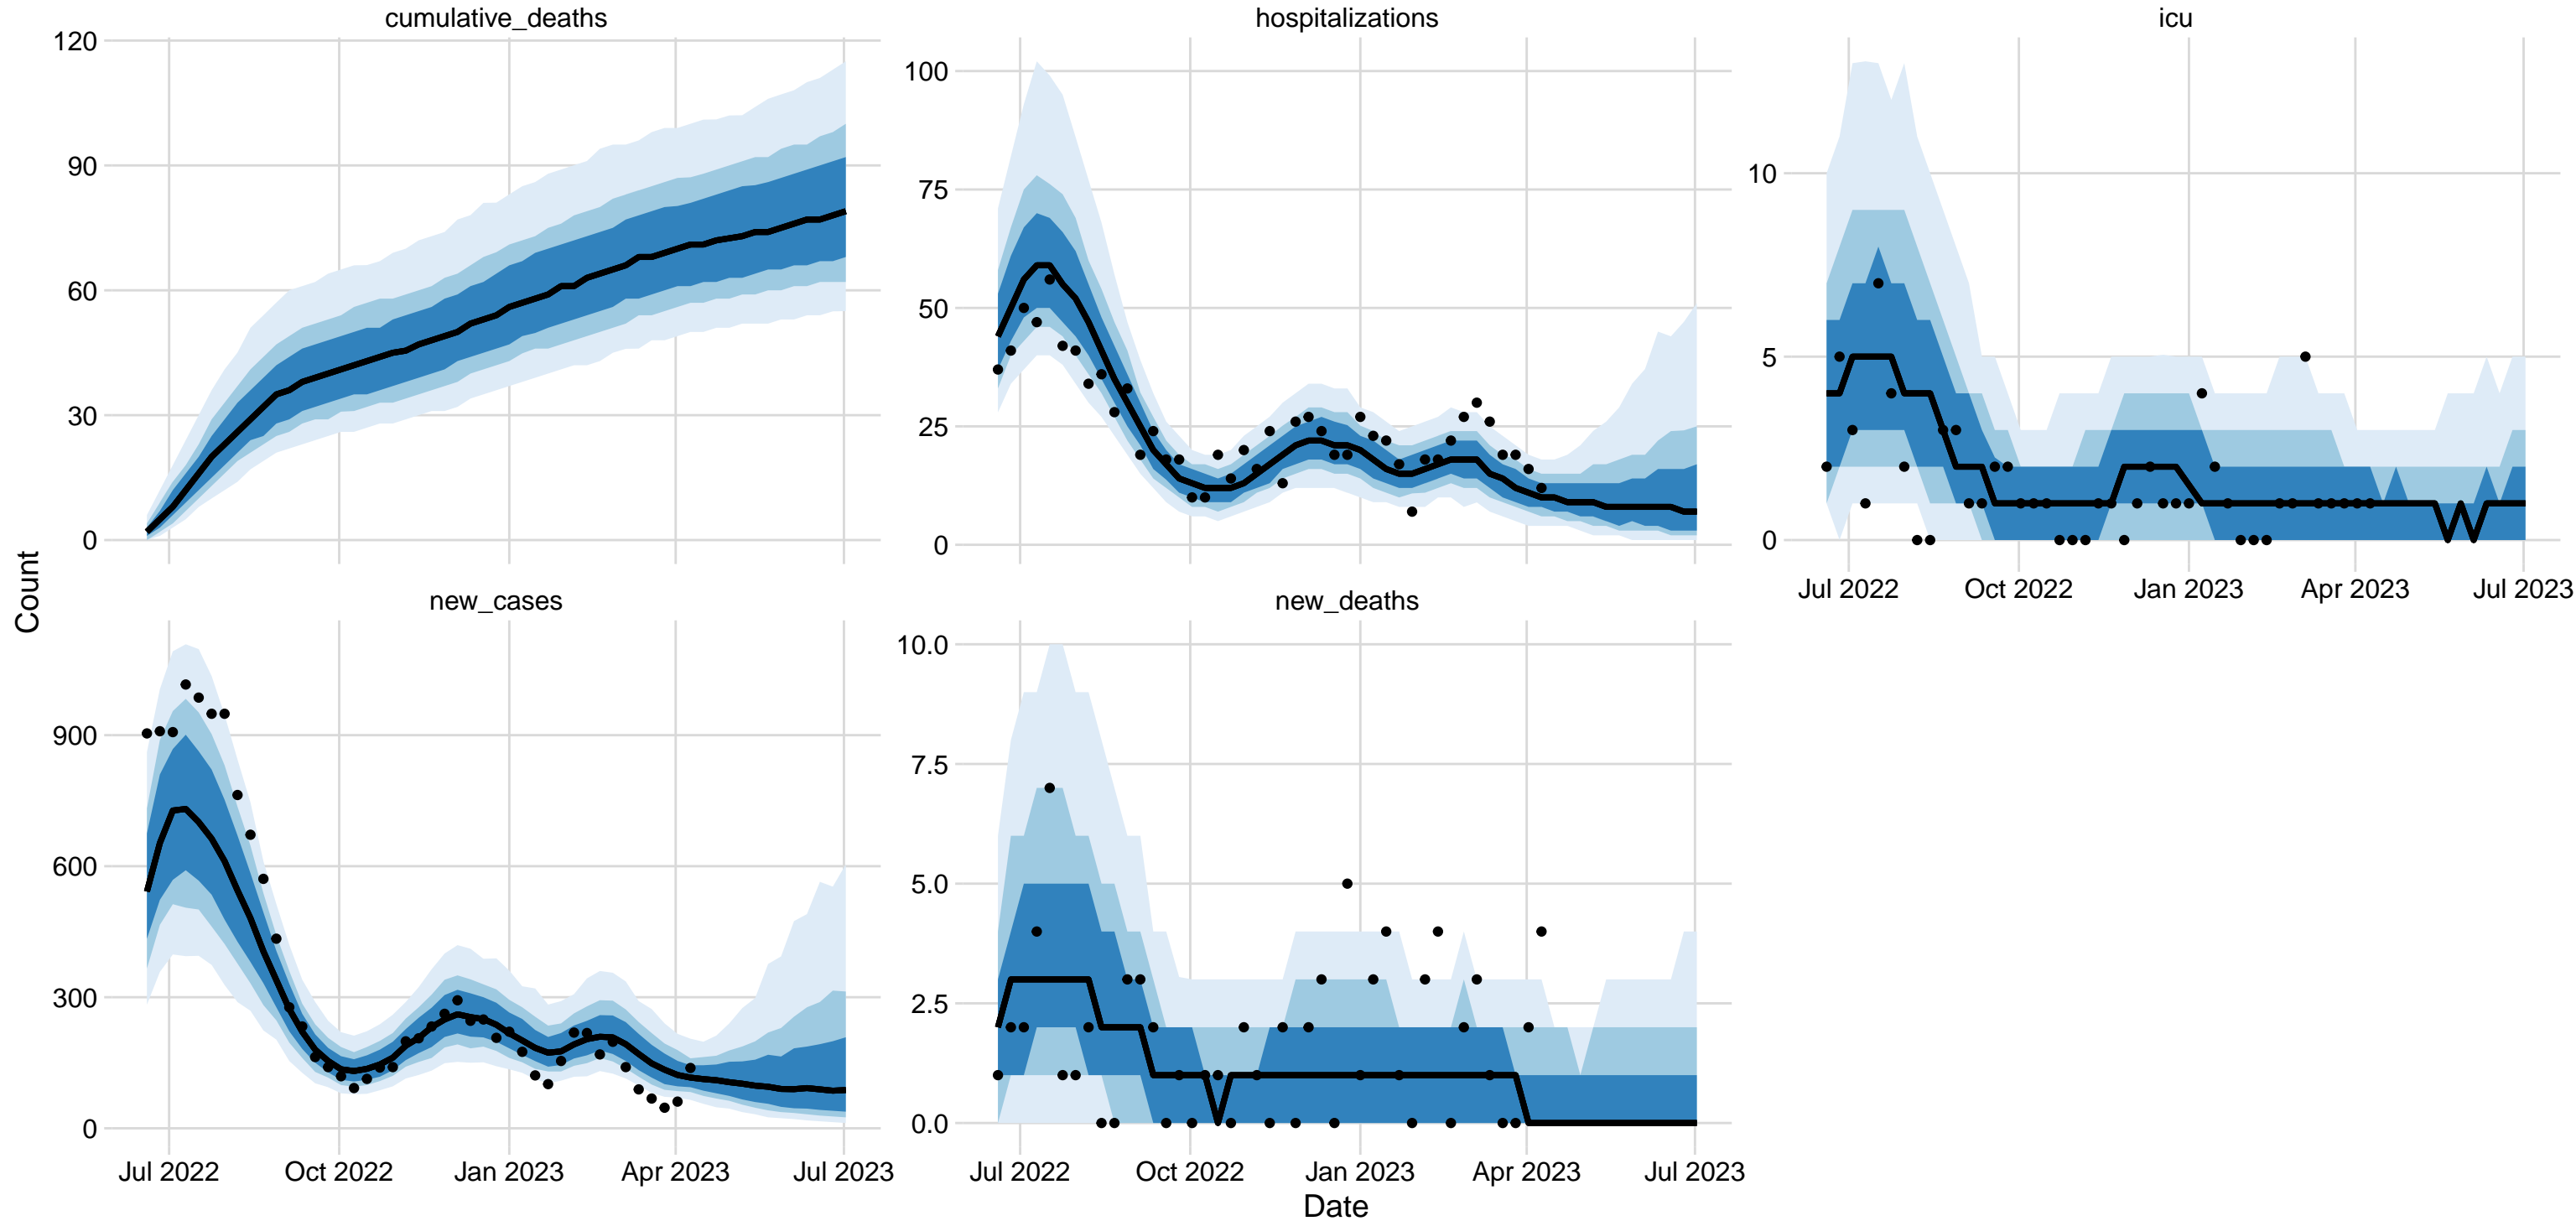 cumulative_deaths
hospitalizations
icu
120
90
60
30
0
100
75
50
25
0
10
5
0
Jul 2022 Oct 2022 Jan 2023 Apr 2023 Jul 2023
Count
new_cases
new_deaths
900
600
300
0
10.0
7.5
5.0
2.5
0.0
Jul 2022 Oct 2022 Jan 2023 Apr 2023 Jul 2023
Jul 2022 Oct 2022 Jan 2023 Apr 2023 Jul 2023
Date